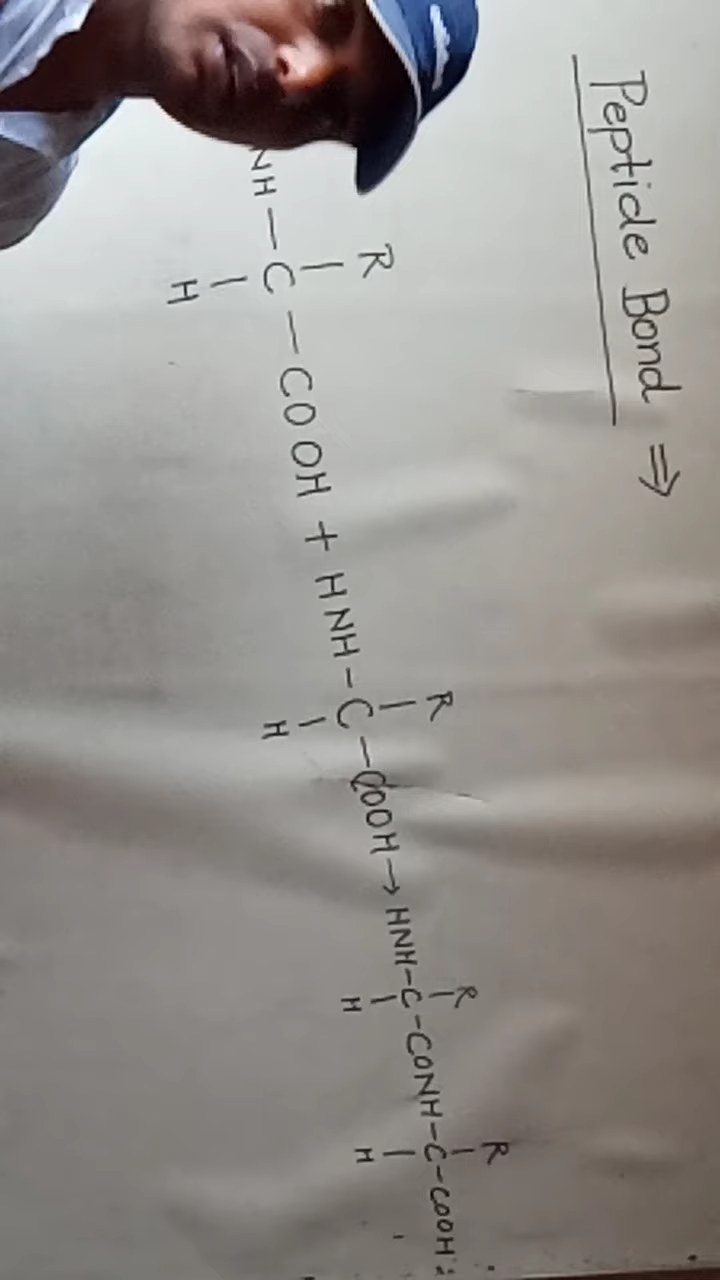 Peptide Bond ⇒
R R R R
NH – C – COOH + HNH – C – COOH → HNH – C – CONH – C – COOH
H H H H